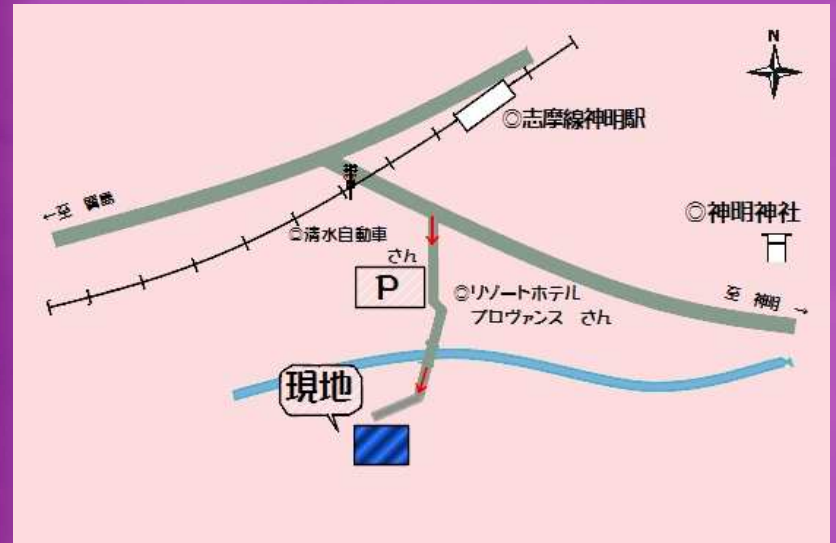 N
◎志摩線神明駅
←至 賢島
◎清水自動車
さん
◎神明神社
P
◎リゾートホテル
プロヴァンス さん
至 神明 →
現地